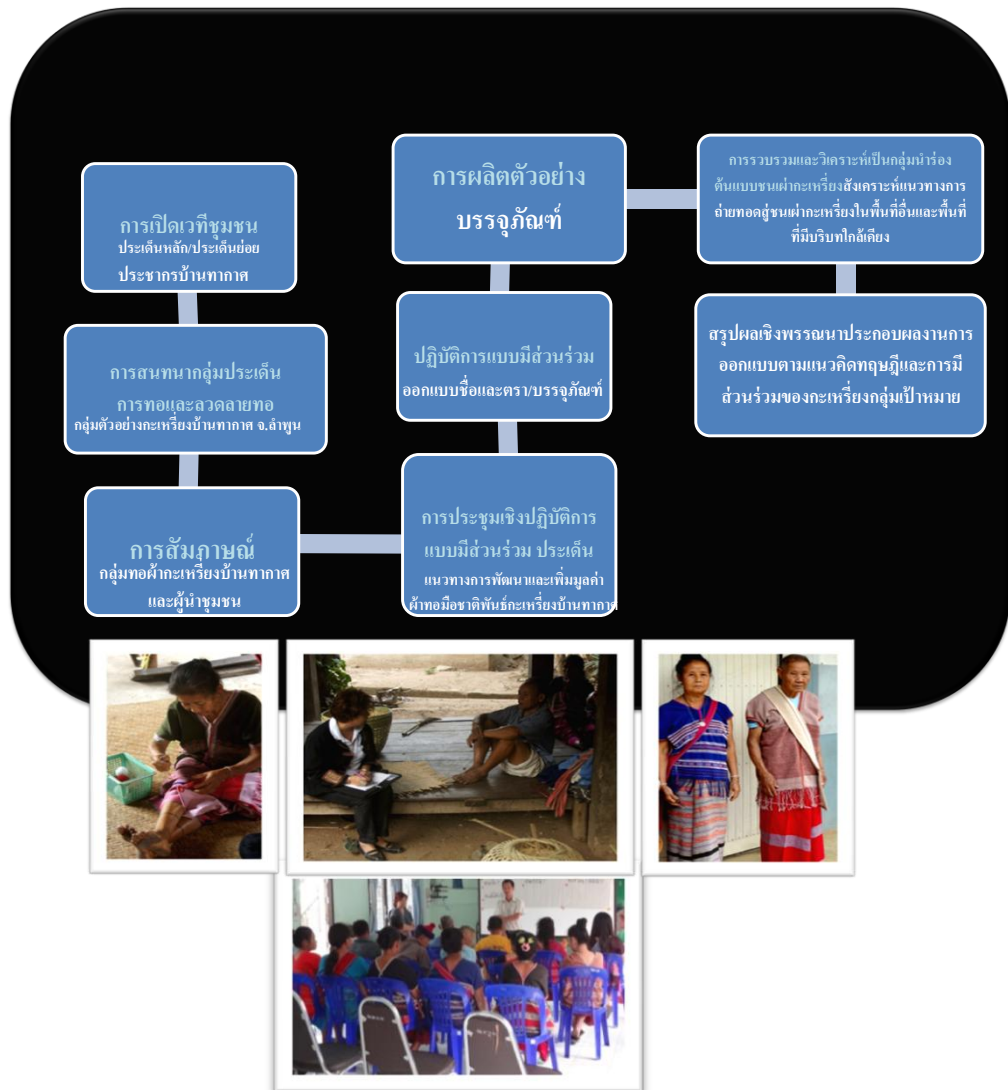 การเปิดเวทีชุมชน
ประเด็นหลัก/ประเด็นย่อย
ประชากรบ้านทากาศ
การสนทนากลุ่มประเด็น
การทอและลวดลายทอ
กลุ่มตัวอย่างกะเหรี่ยงบ้านทากาศ จ.ลำพูน
การสัมภาษณ์
กลุ่มทอผ้ากะเหรี่ยงบ้านทากาศ
และผู้นำชุมชน
การประชุมเชิงปฏิบัติการ
แบบมีส่วนร่วม ประเด็น
แนวทางการพัฒนาและเพิ่มมูลค่า
ผ้าทอมือชาติพันธ์กะเหรี่ยงบ้านทากาศ
ปฏิบัติการแบบมีส่วนร่วม
ออกแบบชื่อและตรา/บรรจุภัณฑ์
การผลิตตัวอย่าง
บรรจุภัณฑ์
การรวบรวมและวิเคราะห์เป็นกลุ่มนำร่อง
ต้นแบบชนเผ่ากะเหรี่ยงสังเคราะห์แนวทางการ
ถ่ายทอดสู่ชนเผ่ากะเหรี่ยงในพื้นที่อื่นและพื้นที่
ที่มีบริบทใกล้เคียง
สรุปผลเชิงพรรณนาประกอบผลงานการ
ออกแบบตามแนวคิดทฤษฎีและการมี
ส่วนร่วมของกะเหรี่ยงกลุ่มเป้าหมาย